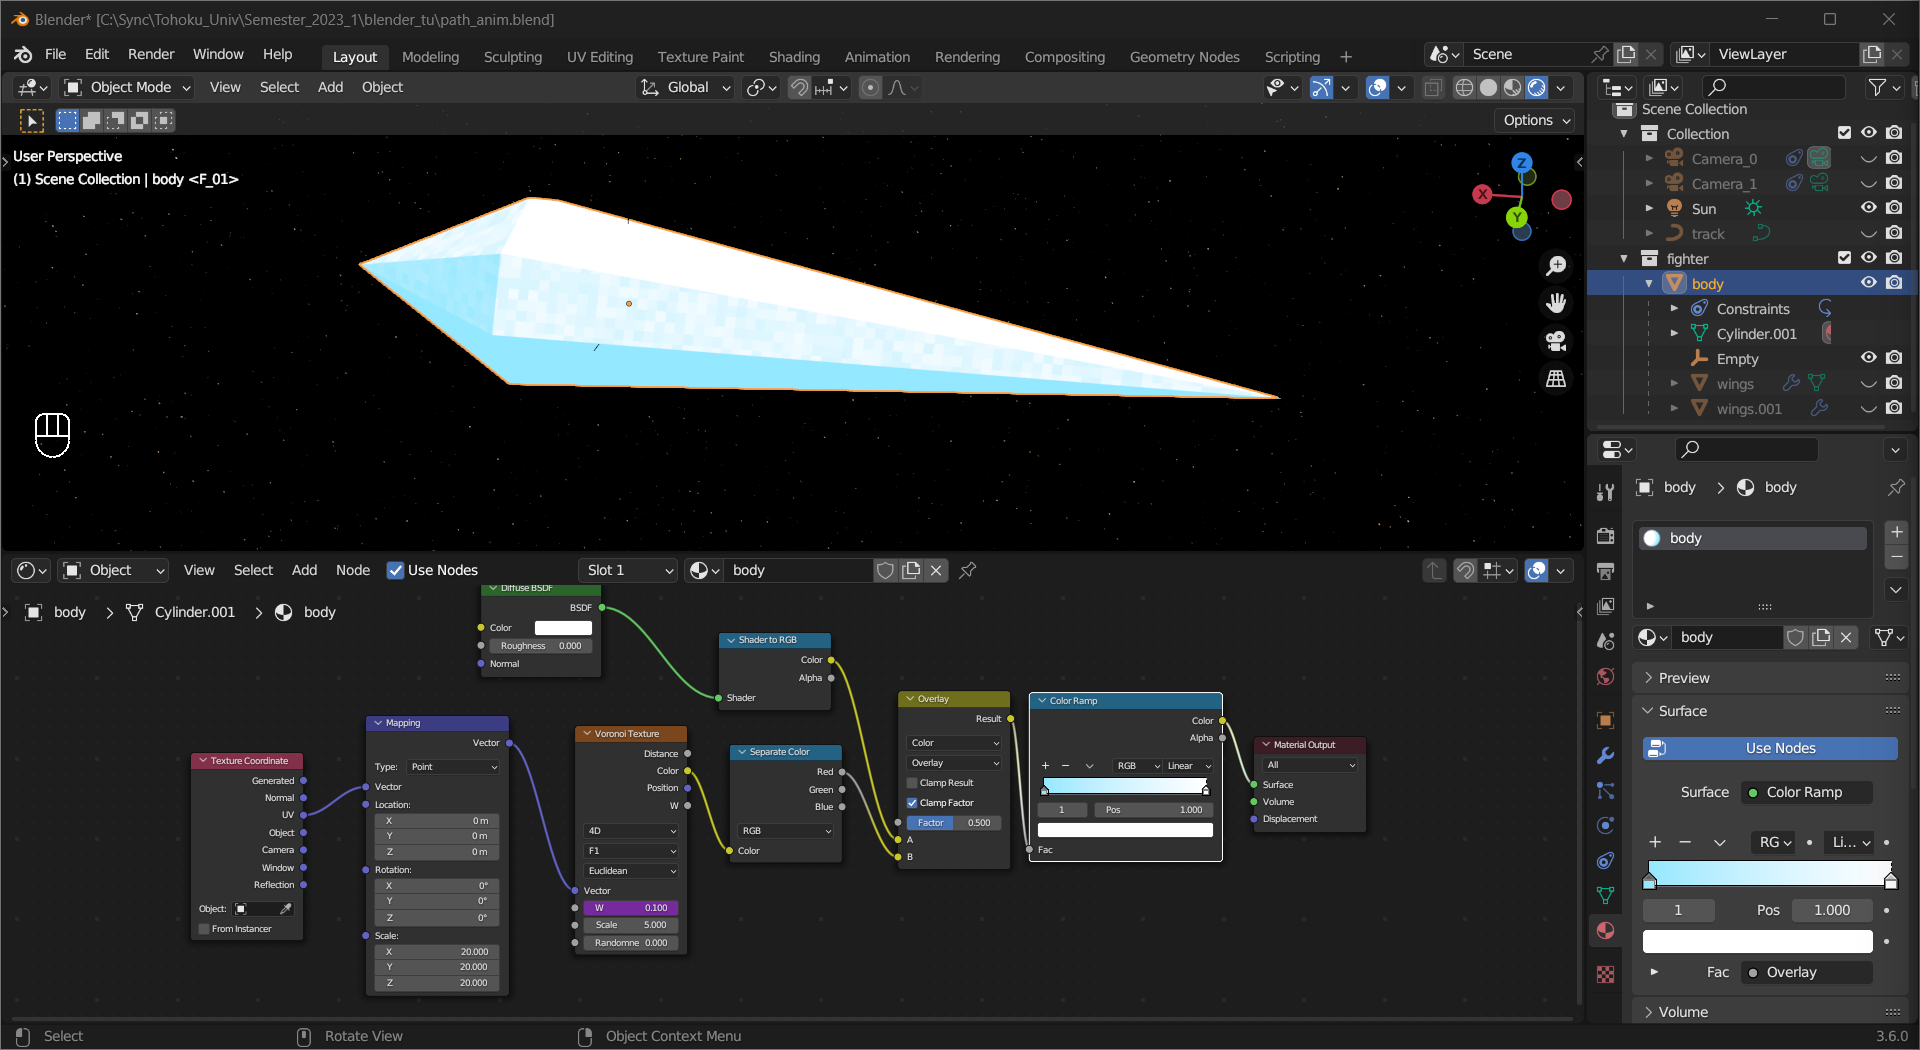 Blender* [C:\Sync\Tohoku_Univ\Semester_2023_1\blender_tu\path_anim.blend]
File Edit Render Window Help Layout Modeling Sculpting UV Editing Texture Paint Shading Animation Rendering Compositing Geometry Nodes Scripting + Scene ViewLayer
Object Mode View Select Add Object Global
Options
User Perspective
(1) Scene Collection | body <F_01>
Z
X
Y
Scene Collection
Collection
Camera_0
Camera_1
Sun
track
fighter
body
Constraints
Cylinder.001
Empty
wings
wings.001
body > body
body
body
Preview
Surface
Use Nodes
Surface Color Ramp
RG Li...
1 Pos 1.000
Fac Overlay
Volume
Object View Select Add Node Use Nodes Slot 1 body
body > Cylinder.001 > body
Diffuse BSDF
BSDF
Color
Roughness 0.000
Normal
Shader to RGB
Color
Alpha
Shader
Texture Coordinate
Generated
Normal
UV
Object
Camera
Window
Reflection
Object:
From Instancer
Mapping
Vector
Type: Point
Vector
Location:
X 0 m
Y 0 m
Z 0 m
Rotation:
X 0°
Y 0°
Z 0°
Scale:
X 20.000
Y 20.000
Z 20.000
Voronoi Texture
Distance
Color
Position
W
4D
F1
Euclidean
Vector
W 0.100
Scale 5.000
Randomne 0.000
Separate Color
Red
Green
Blue
RGB
Color
Overlay
Result
Color
Overlay
Clamp Result
Clamp Factor
Factor 0.500
A
B
Color Ramp
Color
Alpha
RGB Linear
1 Pos 1.000
Fac
Material Output
All
Surface
Volume
Displacement
Select Rotate View Object Context Menu 3.6.0